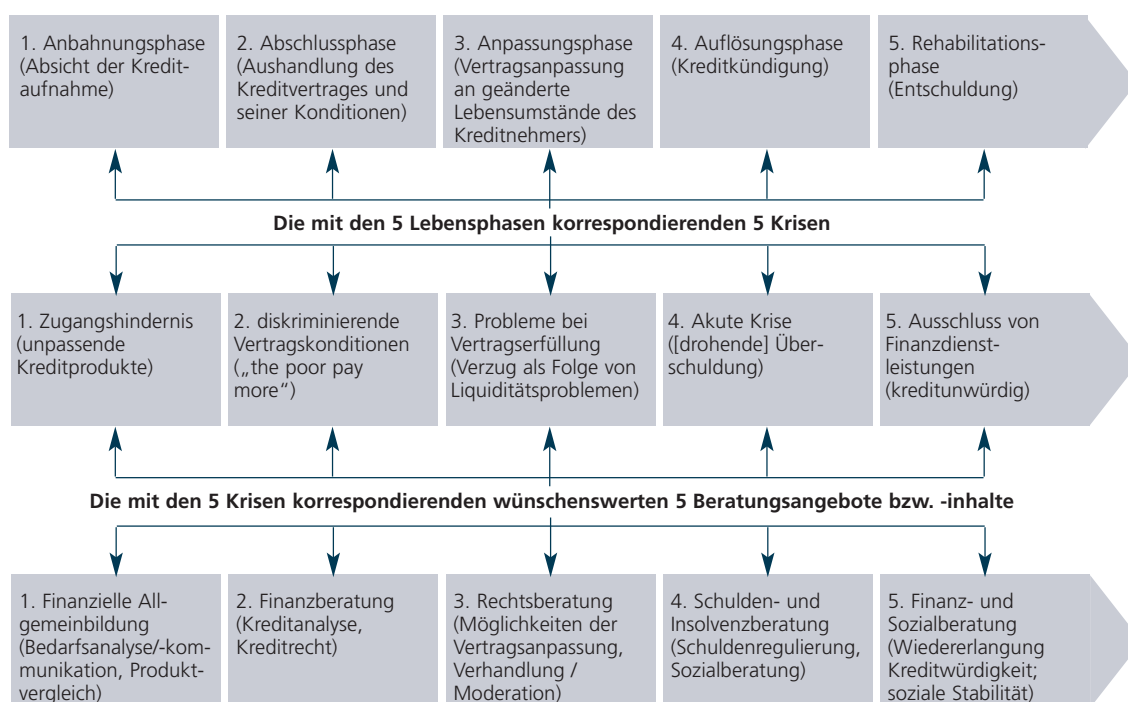 1. Anbahnungsphase
(Absicht der Kredit-
aufnahme)
2. Abschlussphase
(Aushandlung des
Kreditvertrages und
seiner Konditionen)
3. Anpassungsphase
(Vertragsanpassung
an geänderte
Lebensumstände des
Kreditnehmers)
4. Auflösungsphase
(Kreditkündigung)
5. Rehabilitations-
phase
(Entschuldung)
Die mit den 5 Lebensphasen korrespondierenden 5 Krisen
1. Zugangshindernis
(unpassende
Kreditprodukte)
2. diskriminierende
Vertragskonditionen
(„the poor pay
more“)
3. Probleme bei
Vertragserfüllung
(Verzug als Folge von
Liquiditätsproblemen)
4. Akute Krise
([drohende] Über-
schuldung)
5. Ausschluss von
Finanzdienst-
leistungen
(kreditunwürdig)
Die mit den 5 Krisen korrespondierenden wünschenswerten 5 Beratungsangebote bzw. -inhalte
1. Finanzielle All-
gemeinbildung
(Bedarfsanalyse/-kom-
munikation, Produkt-
vergleich)
2. Finanzberatung
(Kreditanalyse,
Kreditrecht)
3. Rechtsberatung
(Möglichkeiten der
Vertragsanpassung,
Verhandlung /
Moderation)
4. Schulden- und
Insolvenzberatung
(Schuldenregulierung,
Sozialberatung)
5. Finanz- und
Sozialberatung
(Wiedererlangung
Kreditwürdigkeit;
soziale Stabilität)